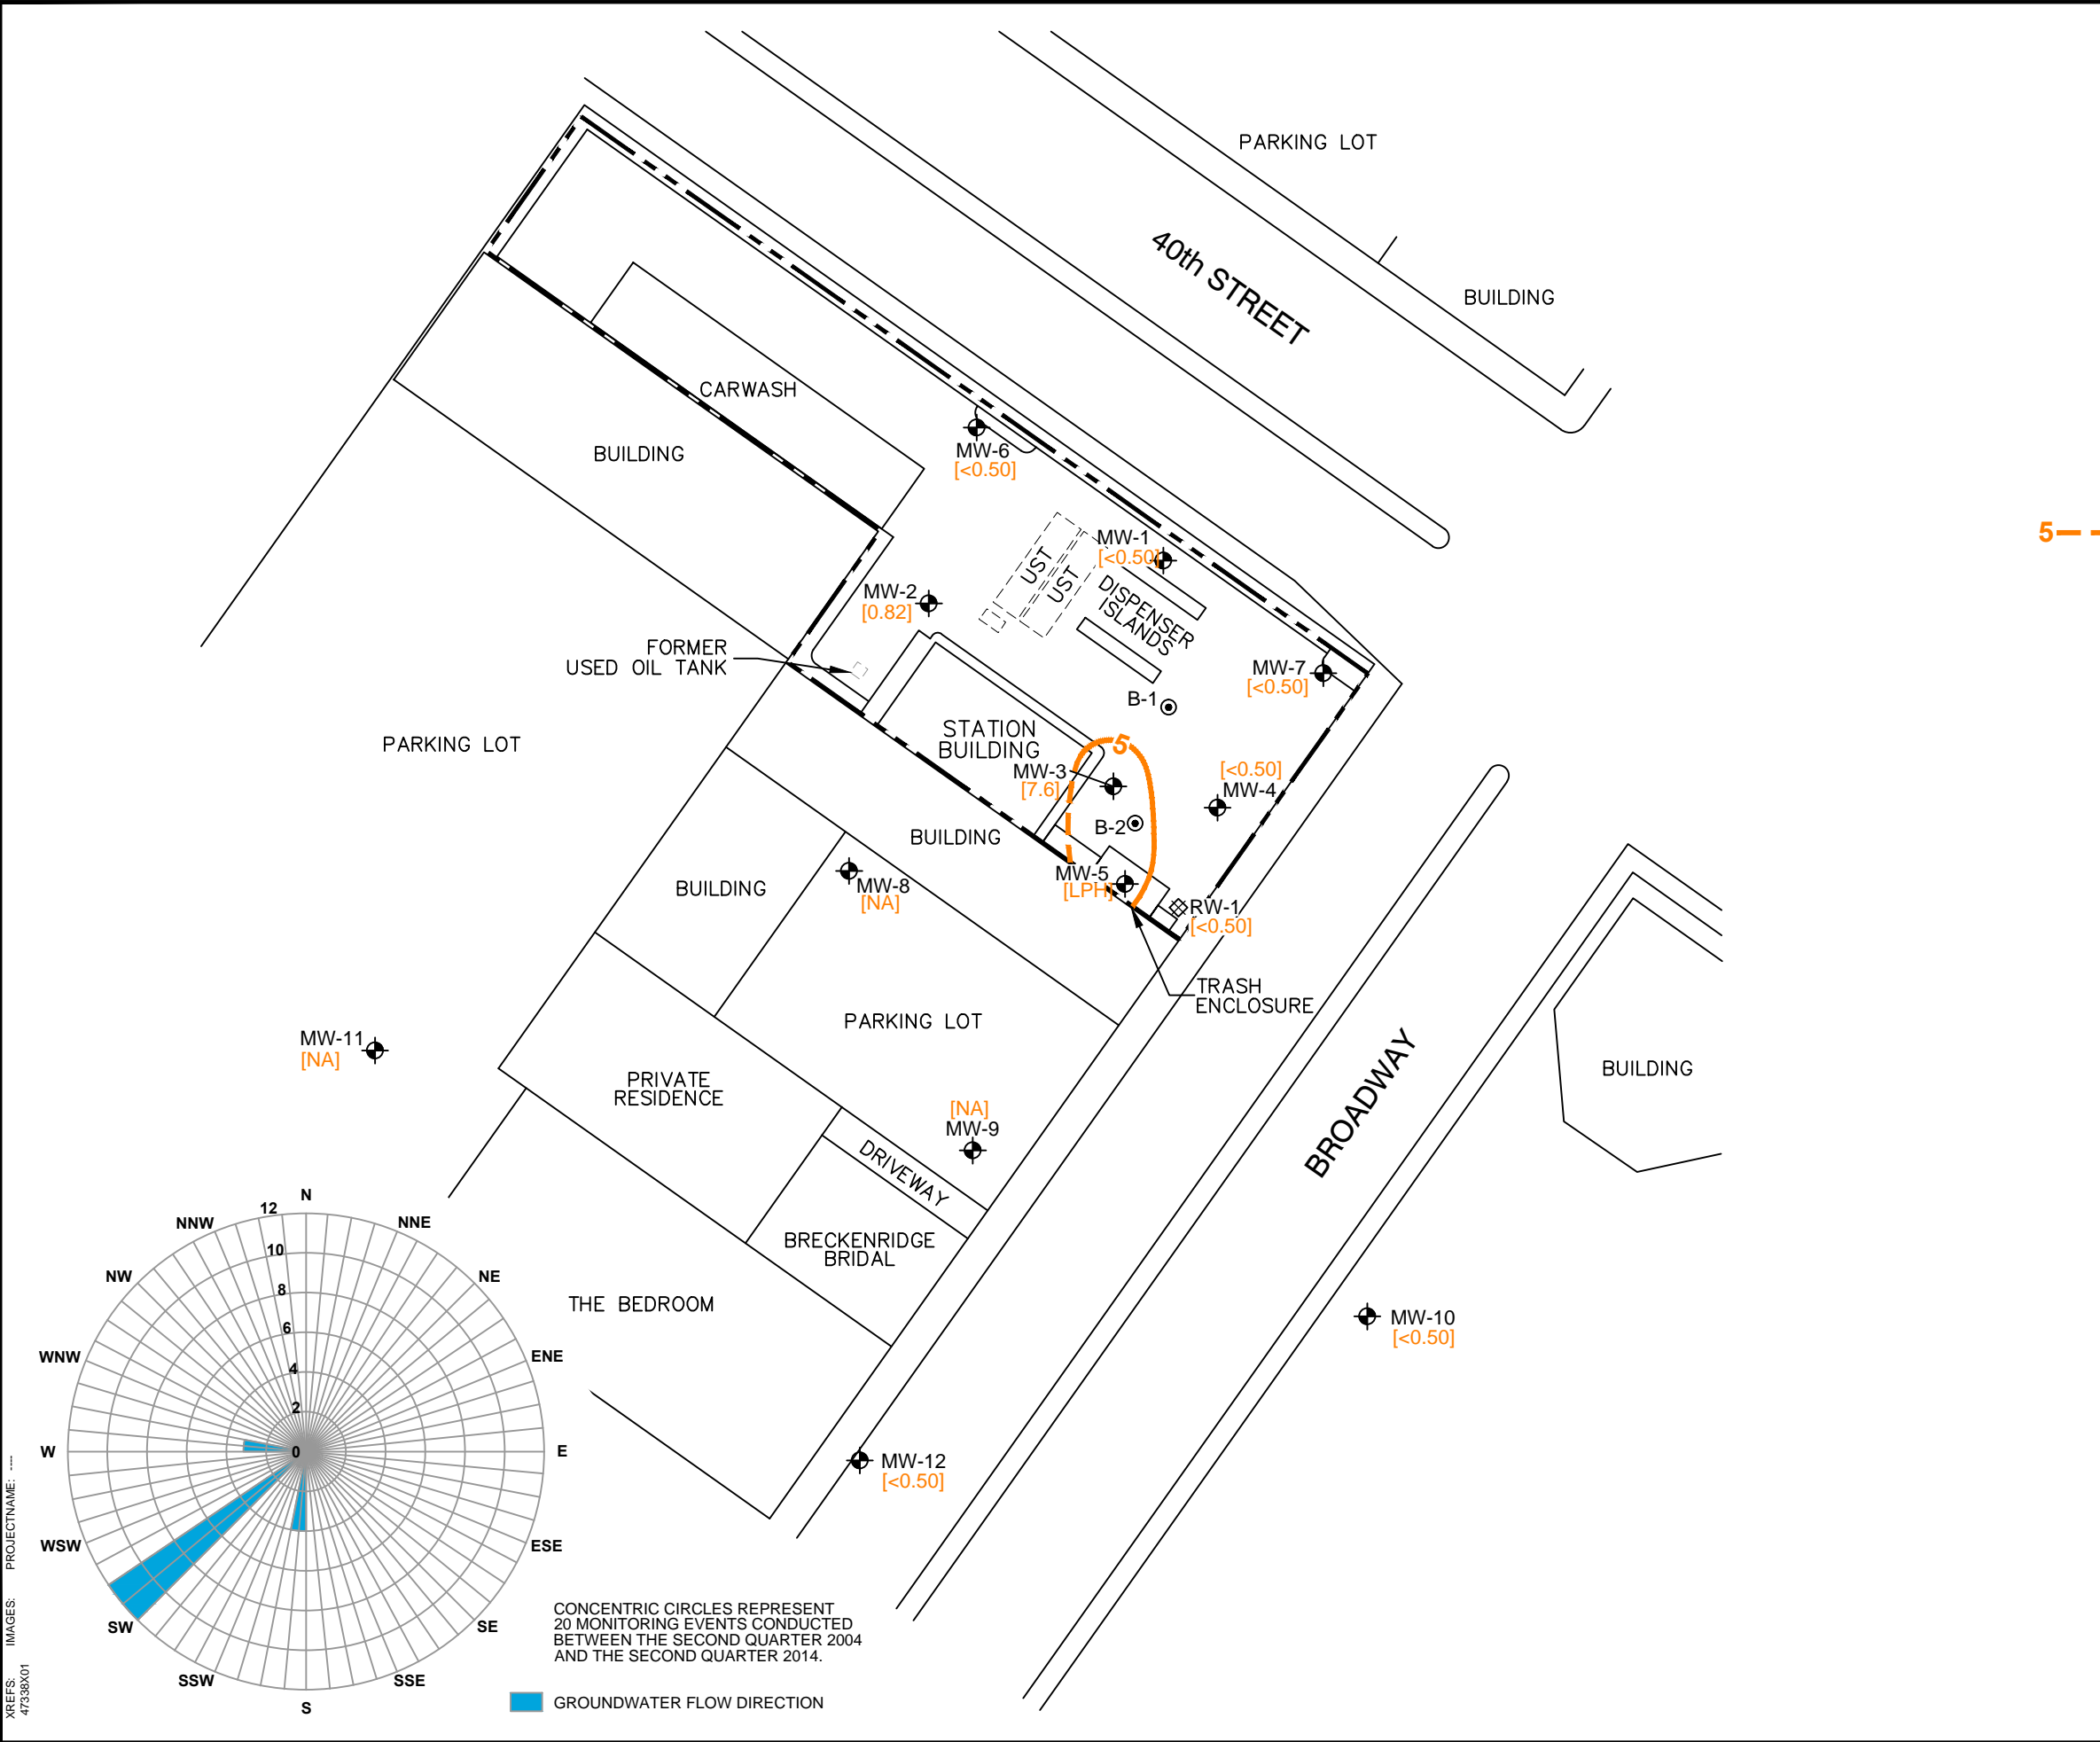 PARKING LOT
40th STREET
BUILDING
5
CARWASH
BUILDING
MW-6
[<0.50]
MW-1
[<0.50]
UST
UST
DISPENSER
ISLANDS
MW-2
[0.82]
FORMER
USED OIL TANK
MW-7
[<0.50]
B-1
STATION
BUILDING
5
PARKING LOT
MW-3
[7.6]
[<0.50]
MW-4
B-2
BUILDING
BUILDING
MW-8
[NA]
MW-5
[LPH]
RW-1
[<0.50]
TRASH
ENCLOSURE
PARKING LOT
MW-11
[NA]
PRIVATE
RESIDENCE
BROADWAY
BUILDING
[NA]
MW-9
DRIVEWAY
BRECKENRIDGE
BRIDAL
THE BEDROOM
MW-10
[<0.50]
MW-12
[<0.50]
N
NNE
NE
ENE
E
ESE
SE
SSE
S
SSW
SW
WSW
W
WNW
NW
NNW
12
10
8
6
4
2
0
CONCENTRIC CIRCLES REPRESENT
20 MONITORING EVENTS CONDUCTED
BETWEEN THE SECOND QUARTER 2004
AND THE SECOND QUARTER 2014.
GROUNDWATER FLOW DIRECTION
XREFS: IMAGES: PROJECTNAME: ----
47338X01